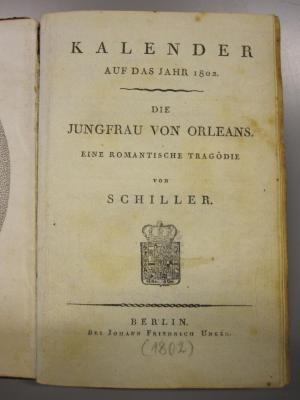 KALENDER
AUF DAS JAHR 1802.
DIE
JUNGFRAU VON ORLEANS.
EINE ROMANTISCHE TRAGÖDIE
VON
SCHILLER.
BERLIN.
BEI JOHANN FRIEDRICH UNGER.
(1802)